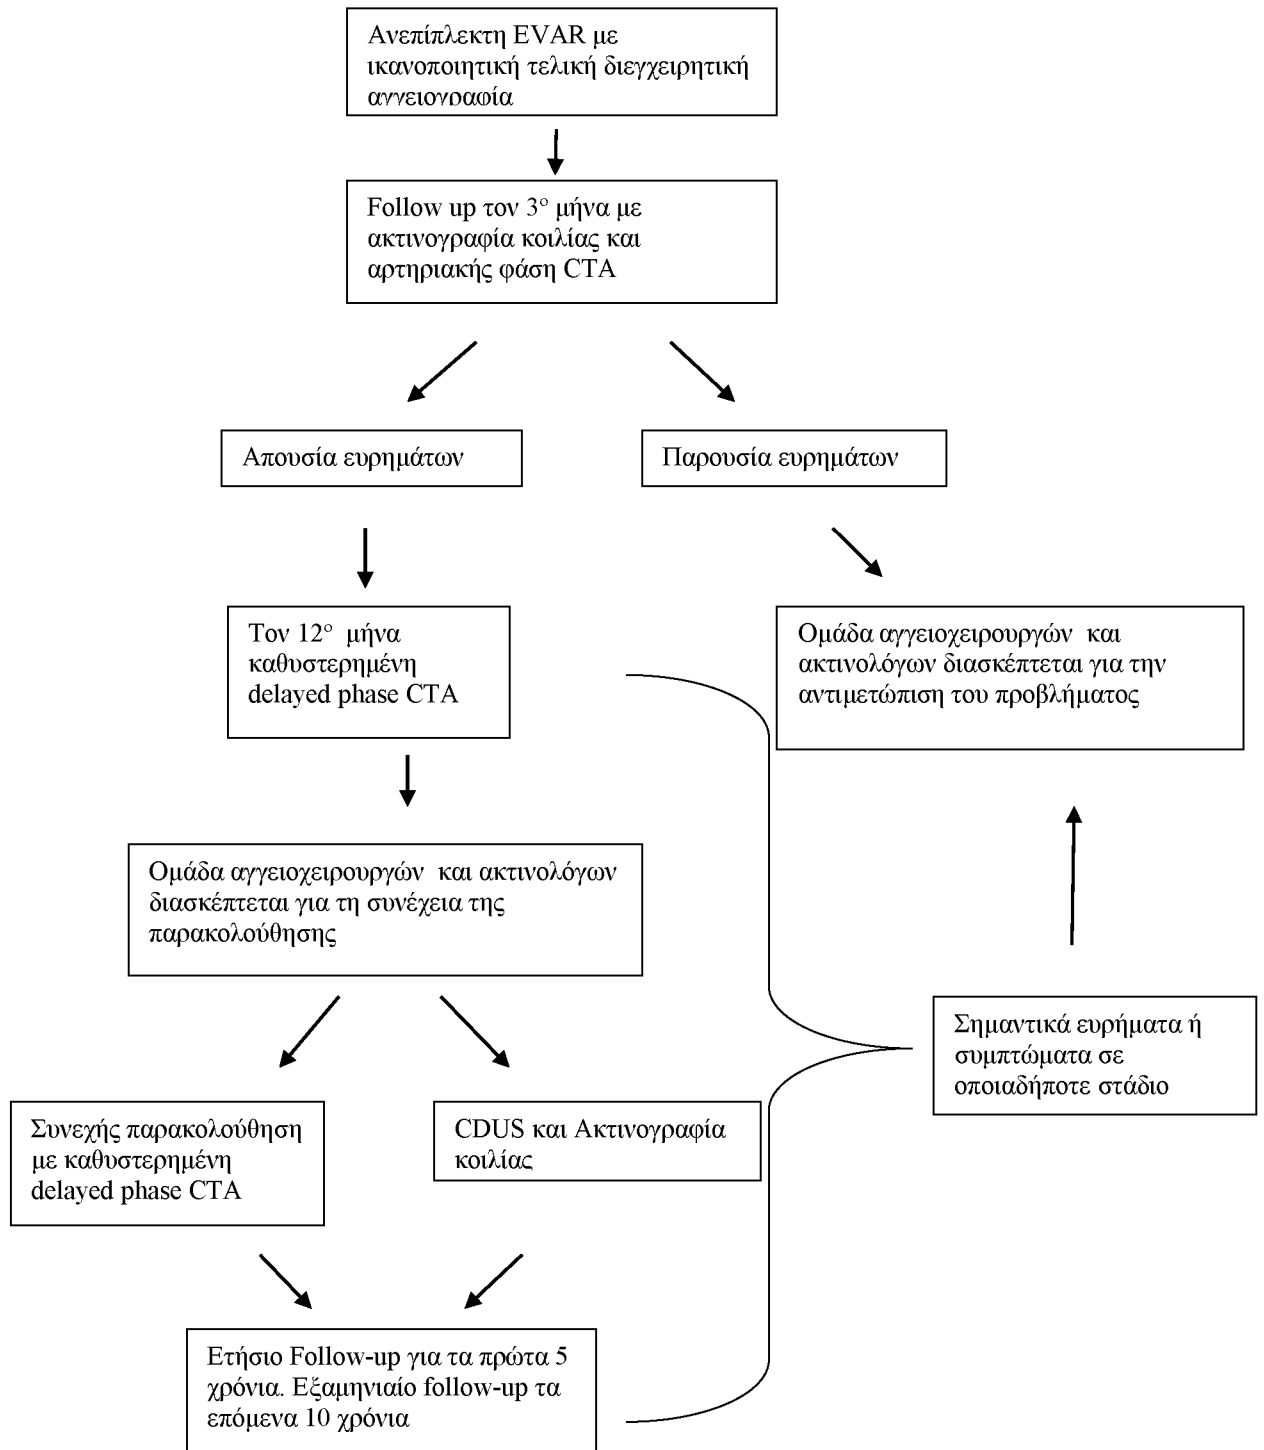 Ανεπίπλεκτη EVAR με
ικανοποιητική τελική διεγχειρητική
αγγειογραφία
Follow up τον 3ο μήνα με
ακτινογραφία κοιλίας και
αρτηριακής φάση CTA
Απουσία ευρημάτων
Παρουσία ευρημάτων
Τον 12ο μήνα
καθυστερημένη
delayed phase CTA
Ομάδα αγγειοχειρουργών και
ακτινολόγων διασκέπτεται για την
αντιμετώπιση του προβλήματος
Ομάδα αγγειοχειρουργών και ακτινολόγων
διασκέπτεται για τη συνέχεια της
παρακολούθησης
Σημαντικά ευρήματα ή
συμπτώματα σε
οποιαδήποτε στάδιο
Συνεχής παρακολούθηση
με καθυστερημένη
delayed phase CTA
CDUS και Ακτινογραφία
κοιλίας
Ετήσιο Follow-up για τα πρώτα 5
χρόνια. Εξαμηνιαίο follow-up τα
επόμενα 10 χρόνια